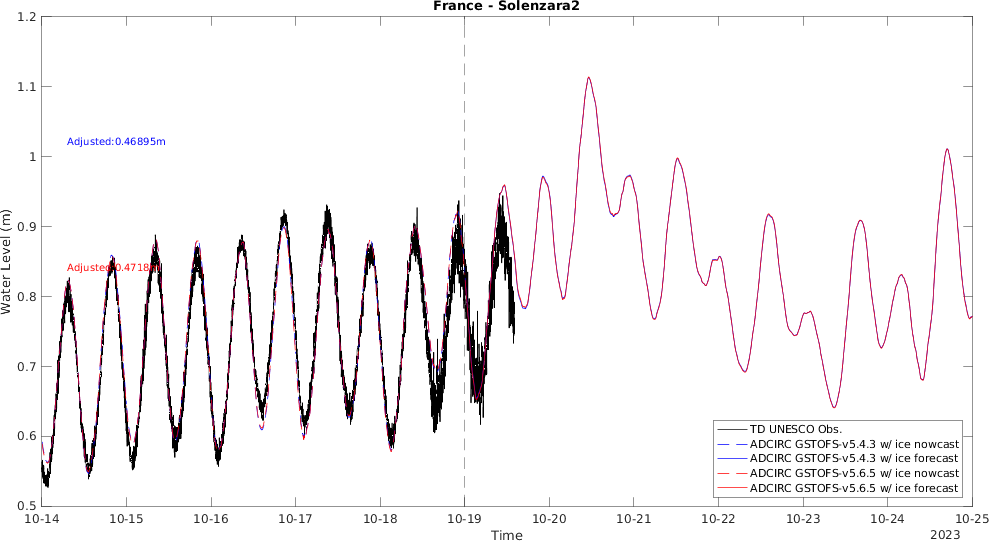 France - Solenzara2
1.2
1.1
1
0.9
0.8
0.7
0.6
0.5
Water Level (m)
Adjusted:0.46895m
Adjusted:0.4718
TD UNESCO Obs.
ADCIRC GSTOFS-v5.4.3 w/ ice nowcast
ADCIRC GSTOFS-v5.4.3 w/ ice forecast
ADCIRC GSTOFS-v5.6.5 w/ ice nowcast
ADCIRC GSTOFS-v5.6.5 w/ ice forecast
10-14 10-15 10-16 10-17 10-18 10-19 10-20 10-21 10-22 10-23 10-24 10-25
Time
2023